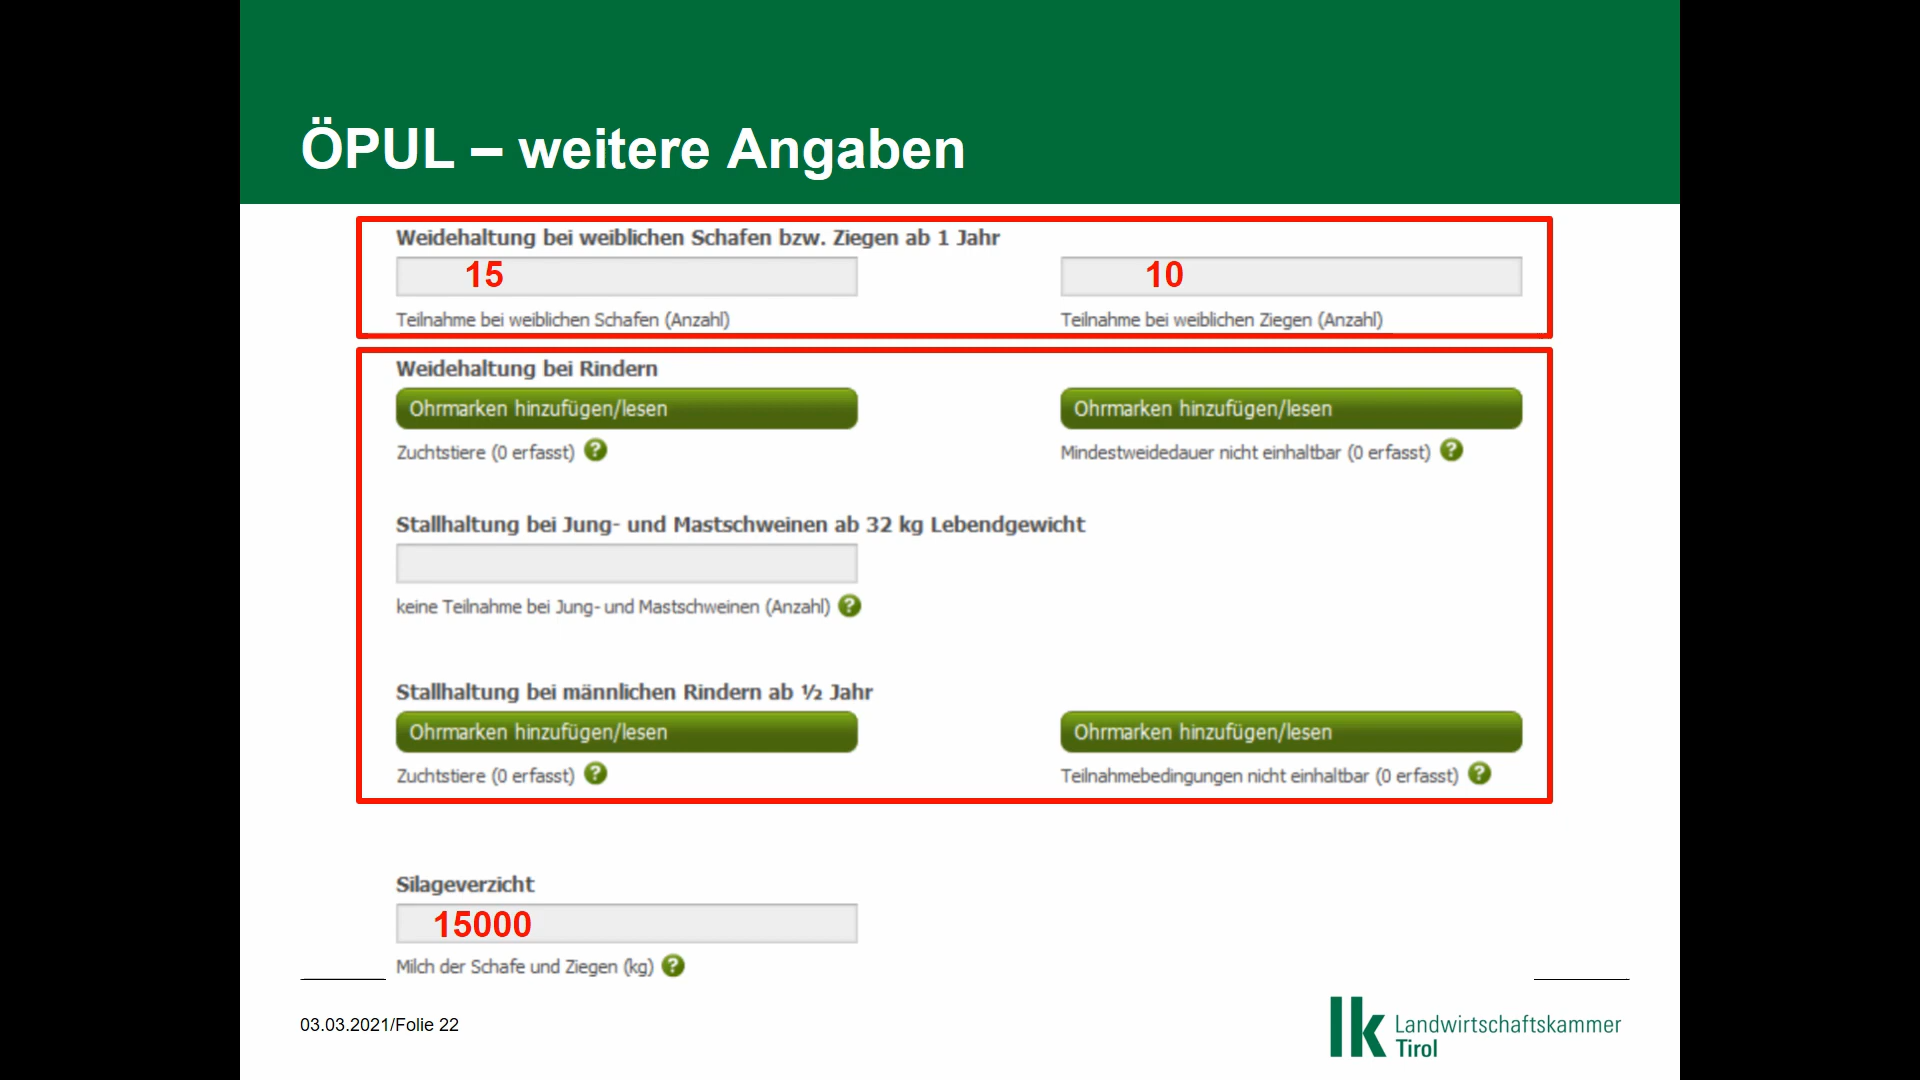 ÖPUL – weitere Angaben
Weidehaltung bei weiblichen Schafen bzw. Ziegen ab 1 Jahr
15
10
Teilnahme bei weiblichen Schafen (Anzahl)
Teilnahme bei weiblichen Ziegen (Anzahl)
Weidehaltung bei Rindern
Ohrmarken hinzufügen/lesen
Ohrmarken hinzufügen/lesen
Zuchtstiere (0 erfasst) ?
Mindestweidedauer nicht einhaltbar (0 erfasst) ?
Stallhaltung bei Jung- und Mastschweinen ab 32 kg Lebendgewicht
keine Teilnahme bei Jung- und Mastschweinen (Anzahl) ?
Stallhaltung bei männlichen Rindern ab ½ Jahr
Ohrmarken hinzufügen/lesen
Ohrmarken hinzufügen/lesen
Zuchtstiere (0 erfasst) ?
Teilnahmebedingungen nicht einhaltbar (0 erfasst) ?
Silageverzicht
15000
Milch der Schafe und Ziegen (kg) ?
03.03.2021/Folie 22
lk Landwirtschaftskammer
Tirol